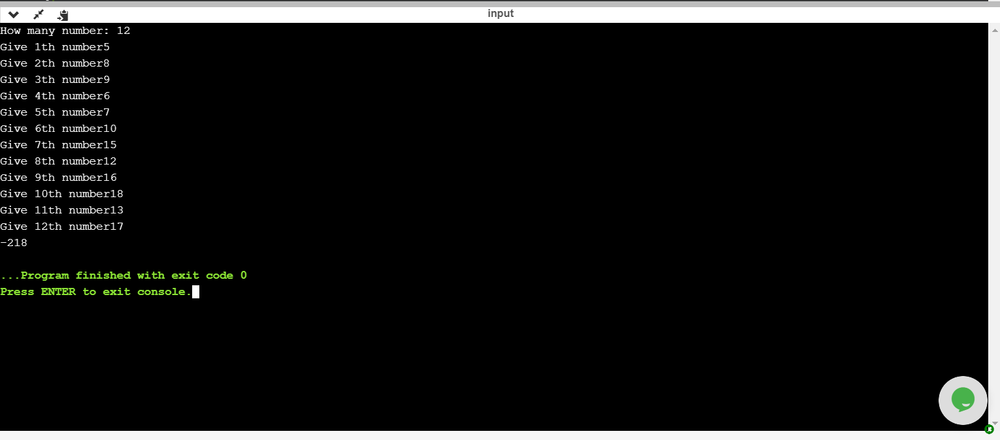 input
How many number: 12
Give 1th number5
Give 2th number8
Give 3th number9
Give 4th number6
Give 5th number7
Give 6th number10
Give 7th number15
Give 8th number12
Give 9th number16
Give 10th number18
Give 11th number13
Give 12th number17
-218
...Program finished with exit code 0
Press ENTER to exit console.